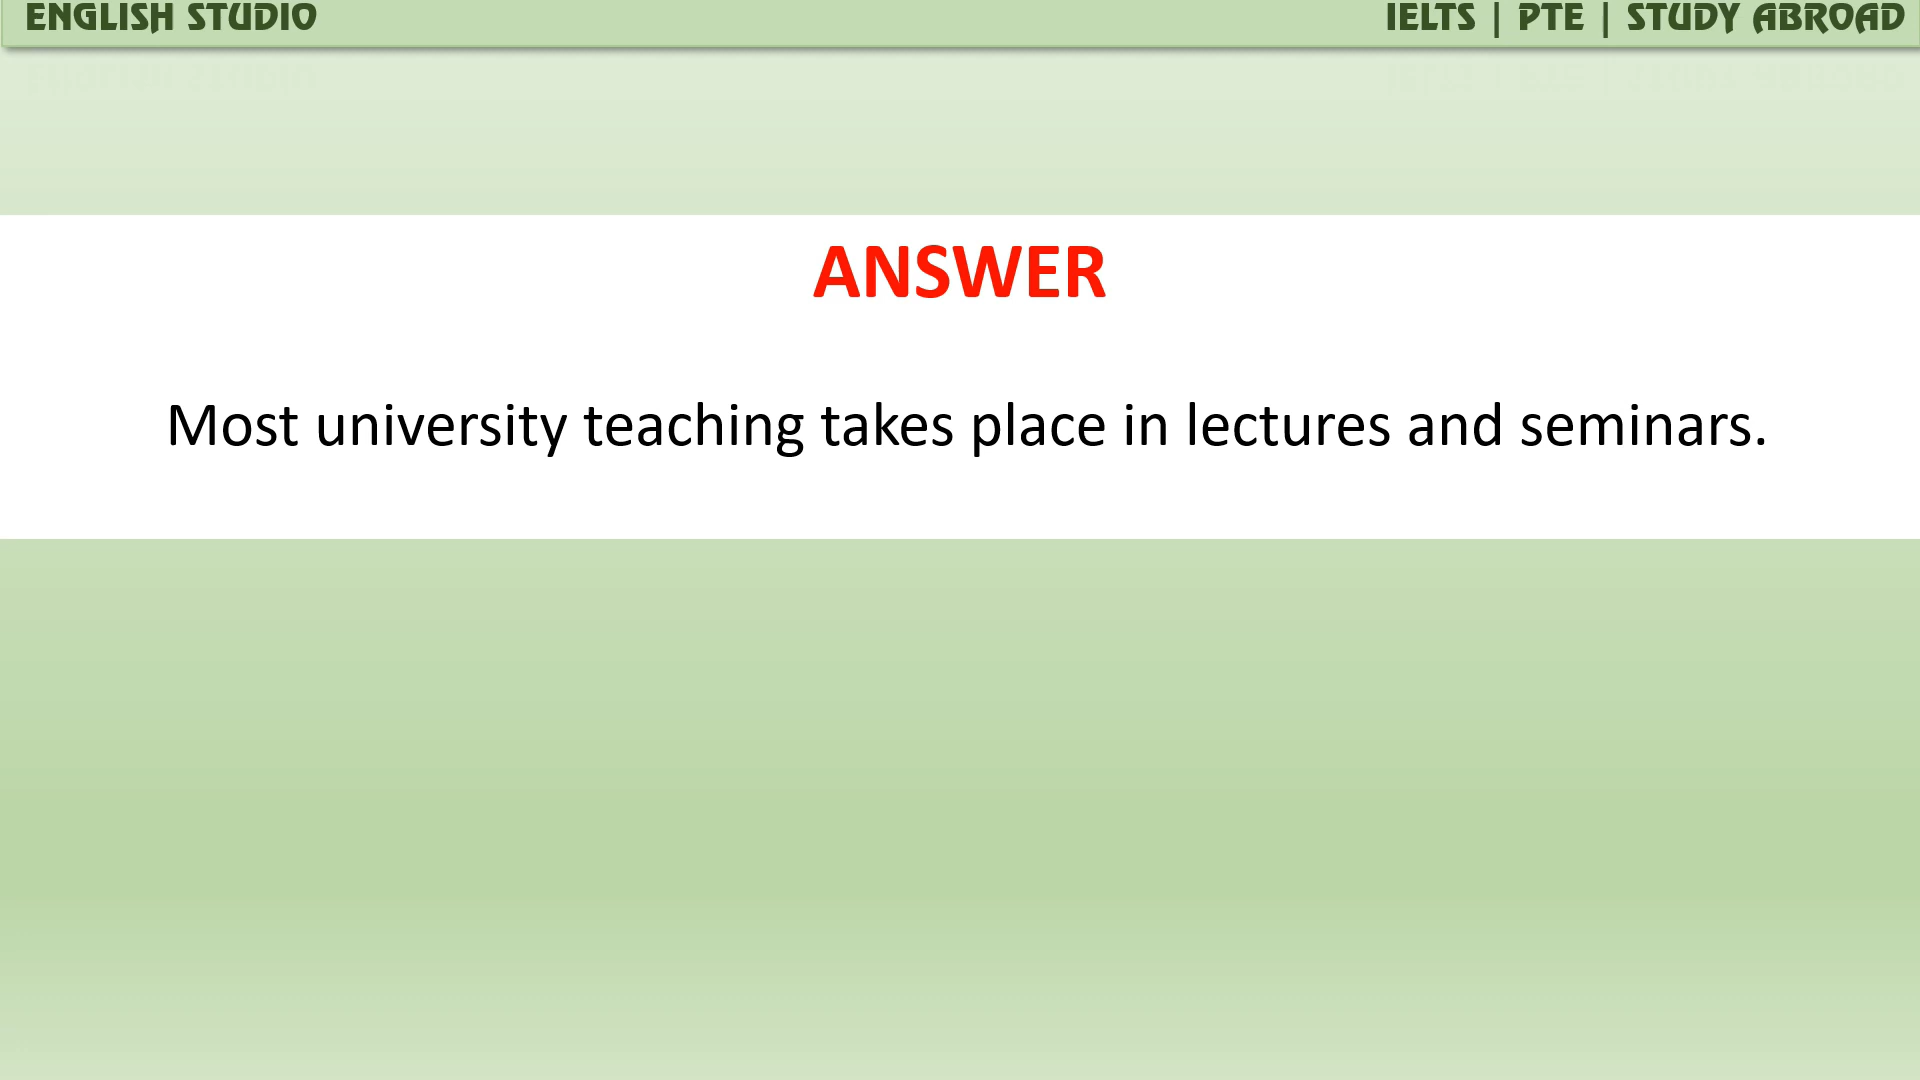 ENGLISH STUDIO
IELTS | PTE | STUDY ABROAD
ANSWER
Most university teaching takes place in lectures and seminars.